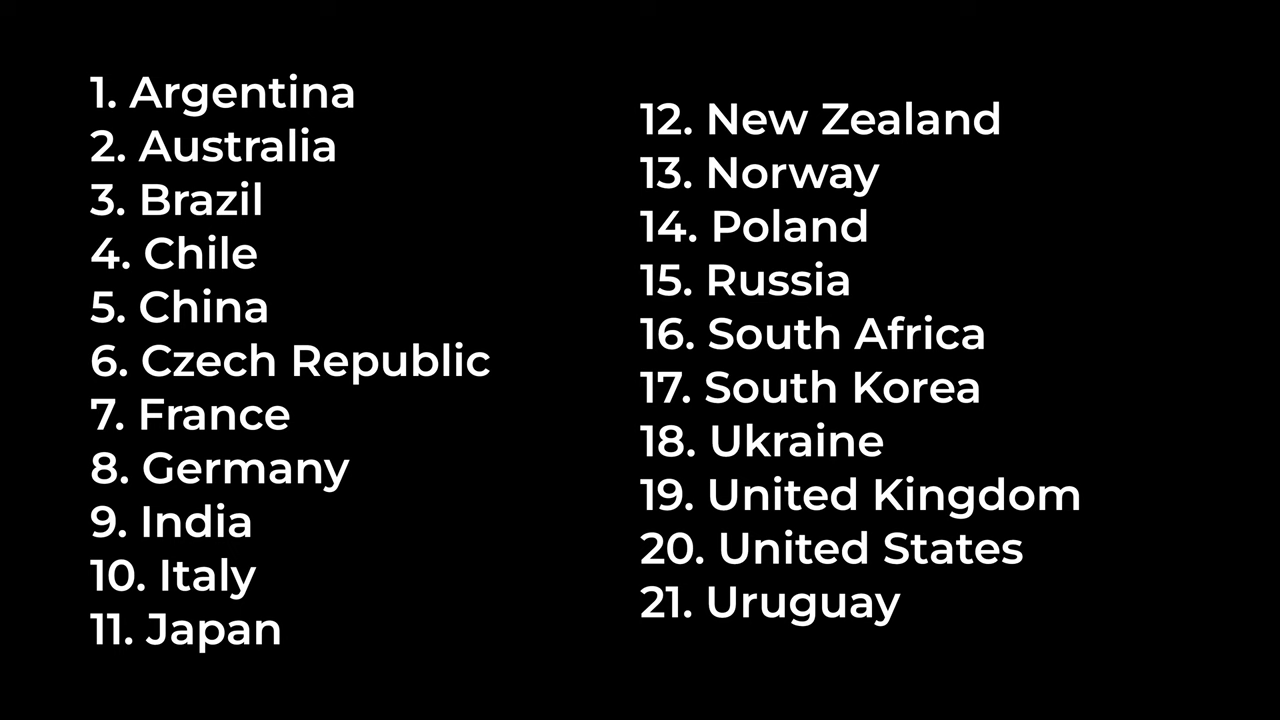 1. Argentina
2. Australia
3. Brazil
4. Chile
5. China
6. Czech Republic
7. France
8. Germany
9. India
10. Italy
11. Japan
12. New Zealand
13. Norway
14. Poland
15. Russia
16. South Africa
17. South Korea
18. Ukraine
19. United Kingdom
20. United States
21. Uruguay